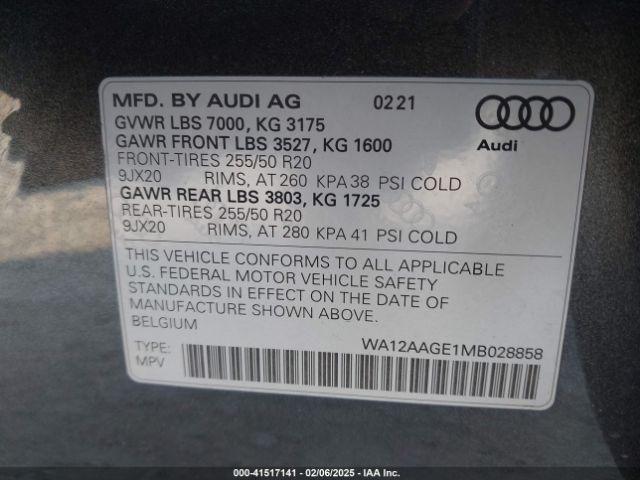 MFD. BY AUDI AG 0221
GVWR LBS 7000, KG 3175
GAWR FRONT LBS 3527, KG 1600
FRONT-TIRES 255/50 R20
9JX20 RIMS, AT 260 KPA 38 PSI COLD
GAWR REAR LBS 3803, KG 1725
REAR-TIRES 255/50 R20
9JX20 RIMS, AT 280 KPA 41 PSI COLD
Audi
THIS VEHICLE CONFORMS TO ALL APPLICABLE
U.S. FEDERAL MOTOR VEHICLE SAFETY
STANDARDS IN EFFECT ON THE DATE OF
MANUFACTURE SHOWN ABOVE.
BELGIUM
TYPE: WA12AAGE1MB028858
MPV
000-41517141 | 02/06/2025 — IAA Holdings, LLC